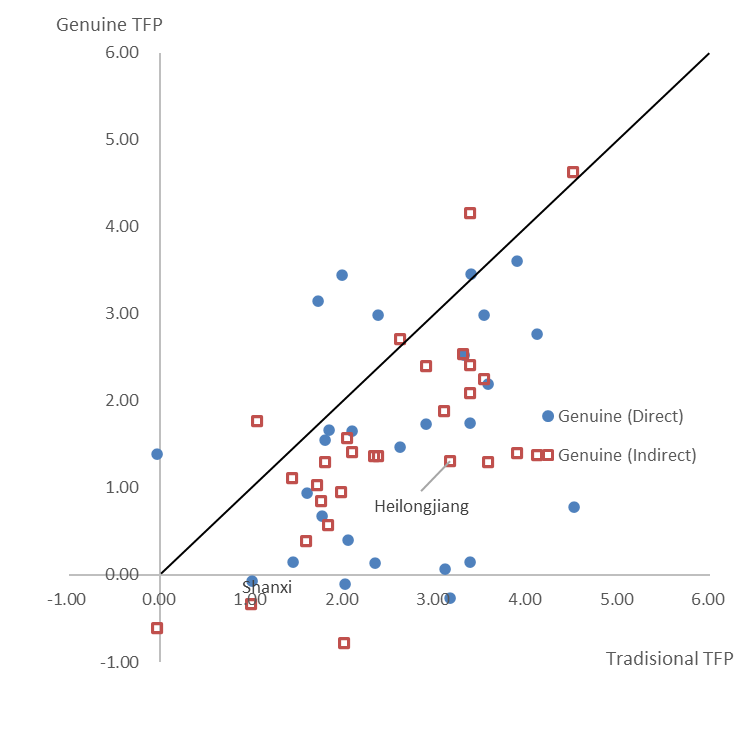 Genuine TFP
6.00
5.00
4.00
3.00
2.00
Genuine (Direct)
Genuine (Indirect)
1.00
Heilongjiang
0.00
Shanxi
-1.00 0.00 1.00 2.00 3.00 4.00 5.00 6.00
-1.00
Tradisional TFP